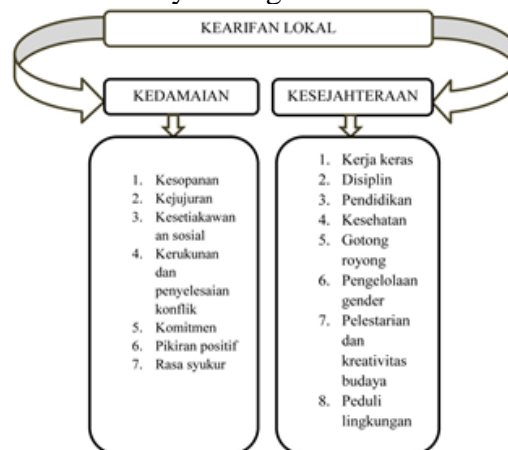 KEARIFAN LOKAL
KEDAMAIAN
1. Kesopanan
2. Kejujuran
3. Kesetiakawan
an sosial
4. Kerukunan
dan
penyelesaian
konflik
5. Komitmen
6. Pikiran positif
7. Rasa syukur
KESEJAHTERAAN
1. Kerja keras
2. Disiplin
3. Pendidikan
4. Kesehatan
5. Gotong
royong
6. Pengelolaan
gender
7. Pelestarian
dan
kreativitas
budaya
8. Peduli
lingkungan